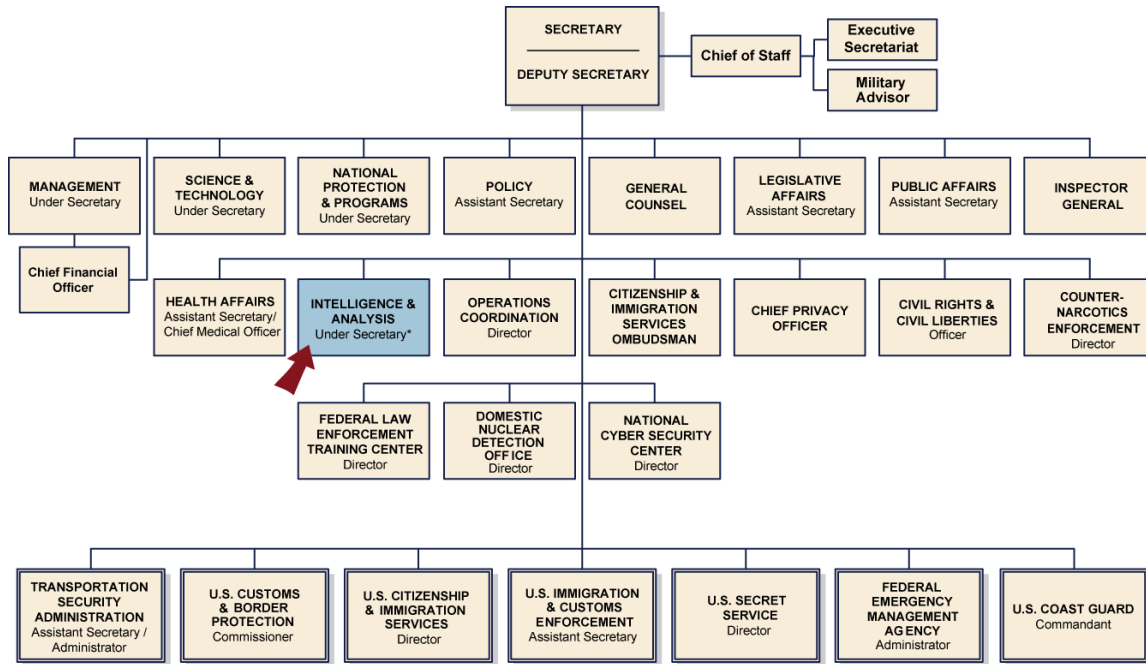 SECRETARY
DEPUTY SECRETARY
Chief of Staff
Executive
Secretariat
Military
Advisor
MANAGEMENT
Under Secretary
SCIENCE &
TECHNOLOGY
Under Secretary
NATIONAL
PROTECTION
& PROGRAMS
Under Secretary
POLICY
Assistant Secretary
GENERAL
COUNSEL
LEGISLATIVE
AFFAIRS
Assistant Secretary
PUBLIC AFFAIRS
Assistant Secretary
INSPECTOR
GENERAL
Chief Financial
Officer
HEALTH AFFAIRS
Assistant Secretary/
Chief Medical Officer
INTELLIGENCE &
ANALYSIS
Under Secretary*
OPERATIONS
COORDINATION
Director
CITIZENSHIP &
IMMIGRATION
SERVICES
OMBUDSMAN
CHIEF PRIVACY
OFFICER
CIVIL RIGHTS &
CIVIL LIBERTIES
Officer
COUNTER-
NARCOTICS
ENFORCEMENT
Director
FEDERAL LAW
ENFORCEMENT
TRAINING CENTER
Director
DOMESTIC
NUCLEAR
DETECTION
OFFICE
Director
NATIONAL
CYBER SECURITY
CENTER
Director
TRANSPORTATION
SECURITY
ADMINISTRATION
Assistant Secretary /
Administrator
U.S. CUSTOMS
& BORDER
PROTECTION
Commissioner
U.S. CITIZENSHIP
& IMMIGRATION
SERVICES
Director
U.S. IMMIGRATION
& CUSTOMS
ENFORCEMENT
Assistant Secretary
U.S. SECRET
SERVICE
Director
FEDERAL
EMERGENCY
MANAGEMENT
AGENCY
Administrator
U.S. COAST GUARD
Commandant